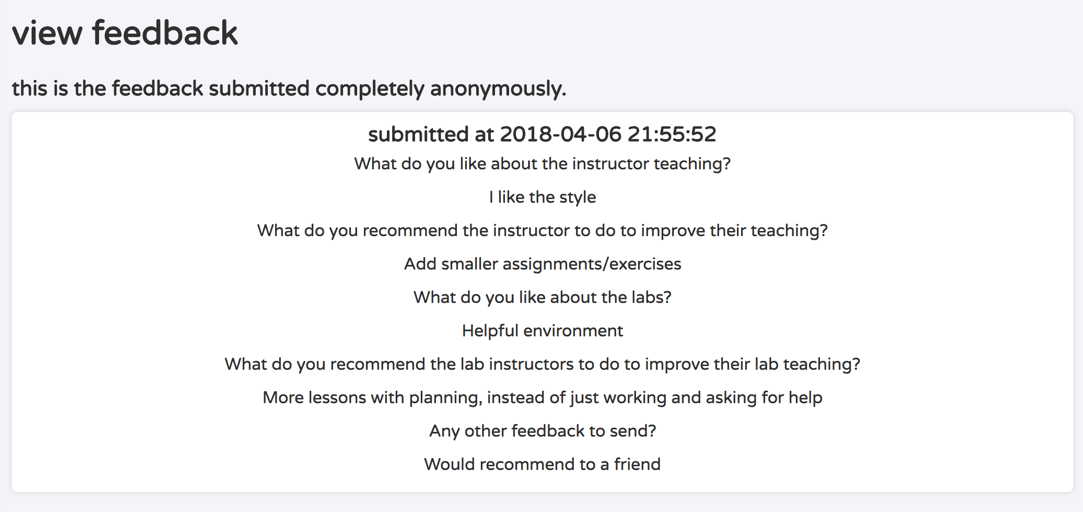 view feedback
this is the feedback submitted completely anonymously.
submitted at 2018-04-06 21:55:52
What do you like about the instructor teaching?
I like the style
What do you recommend the instructor to do to improve their teaching?
Add smaller assignments/exercises
What do you like about the labs?
Helpful environment
What do you recommend the lab instructors to do to improve their lab teaching?
More lessons with planning, instead of just working and asking for help
Any other feedback to send?
Would recommend to a friend